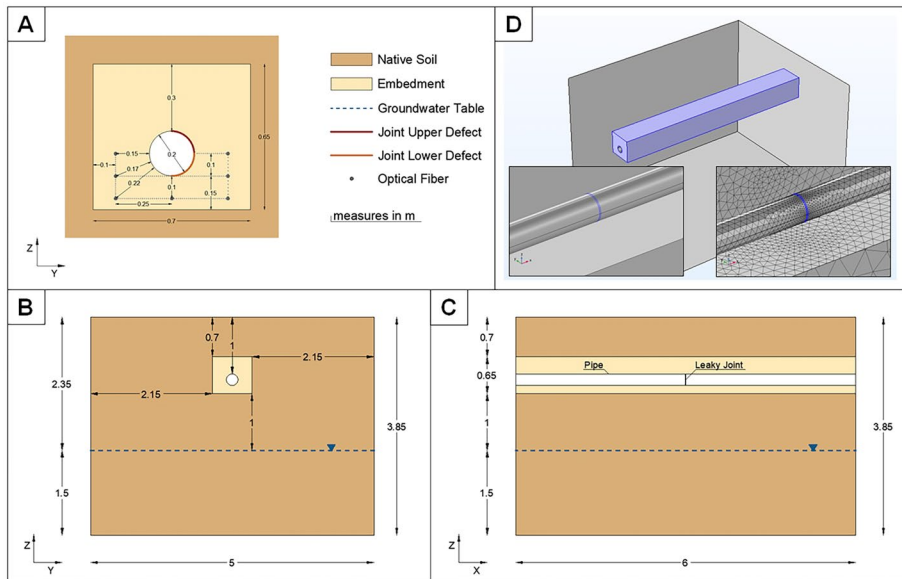 A
0.3
0.65
0.2
0.15
0.1
0.1
0.17
0.22
0.1
0.15
0.25
0.7
Z
Y
Native Soil
Embedment
Groundwater Table
Joint Upper Defect
Joint Lower Defect
Optical Fiber
measures in m
D
B
0.7
1
2.15
2.35
2.15
1
3.85
1.5
Z
Y
5
C
0.7
0.65
Pipe
Leaky Joint
1
3.85
1.5
Z
X
6